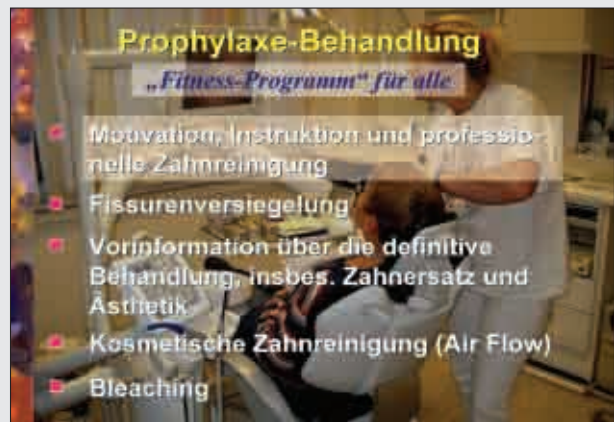 Prophylaxe-Behandlung
„Fitness-Programm“ für alle
Motivation, Instruktion und professio-
nelle Zahnreinigung
Fissurenversiegelung
Vorinformation über die definitive
Behandlung, insbes. Zahnersatz und
Ästhetik
Kosmetische Zahnreinigung (Air Flow)
Bleaching